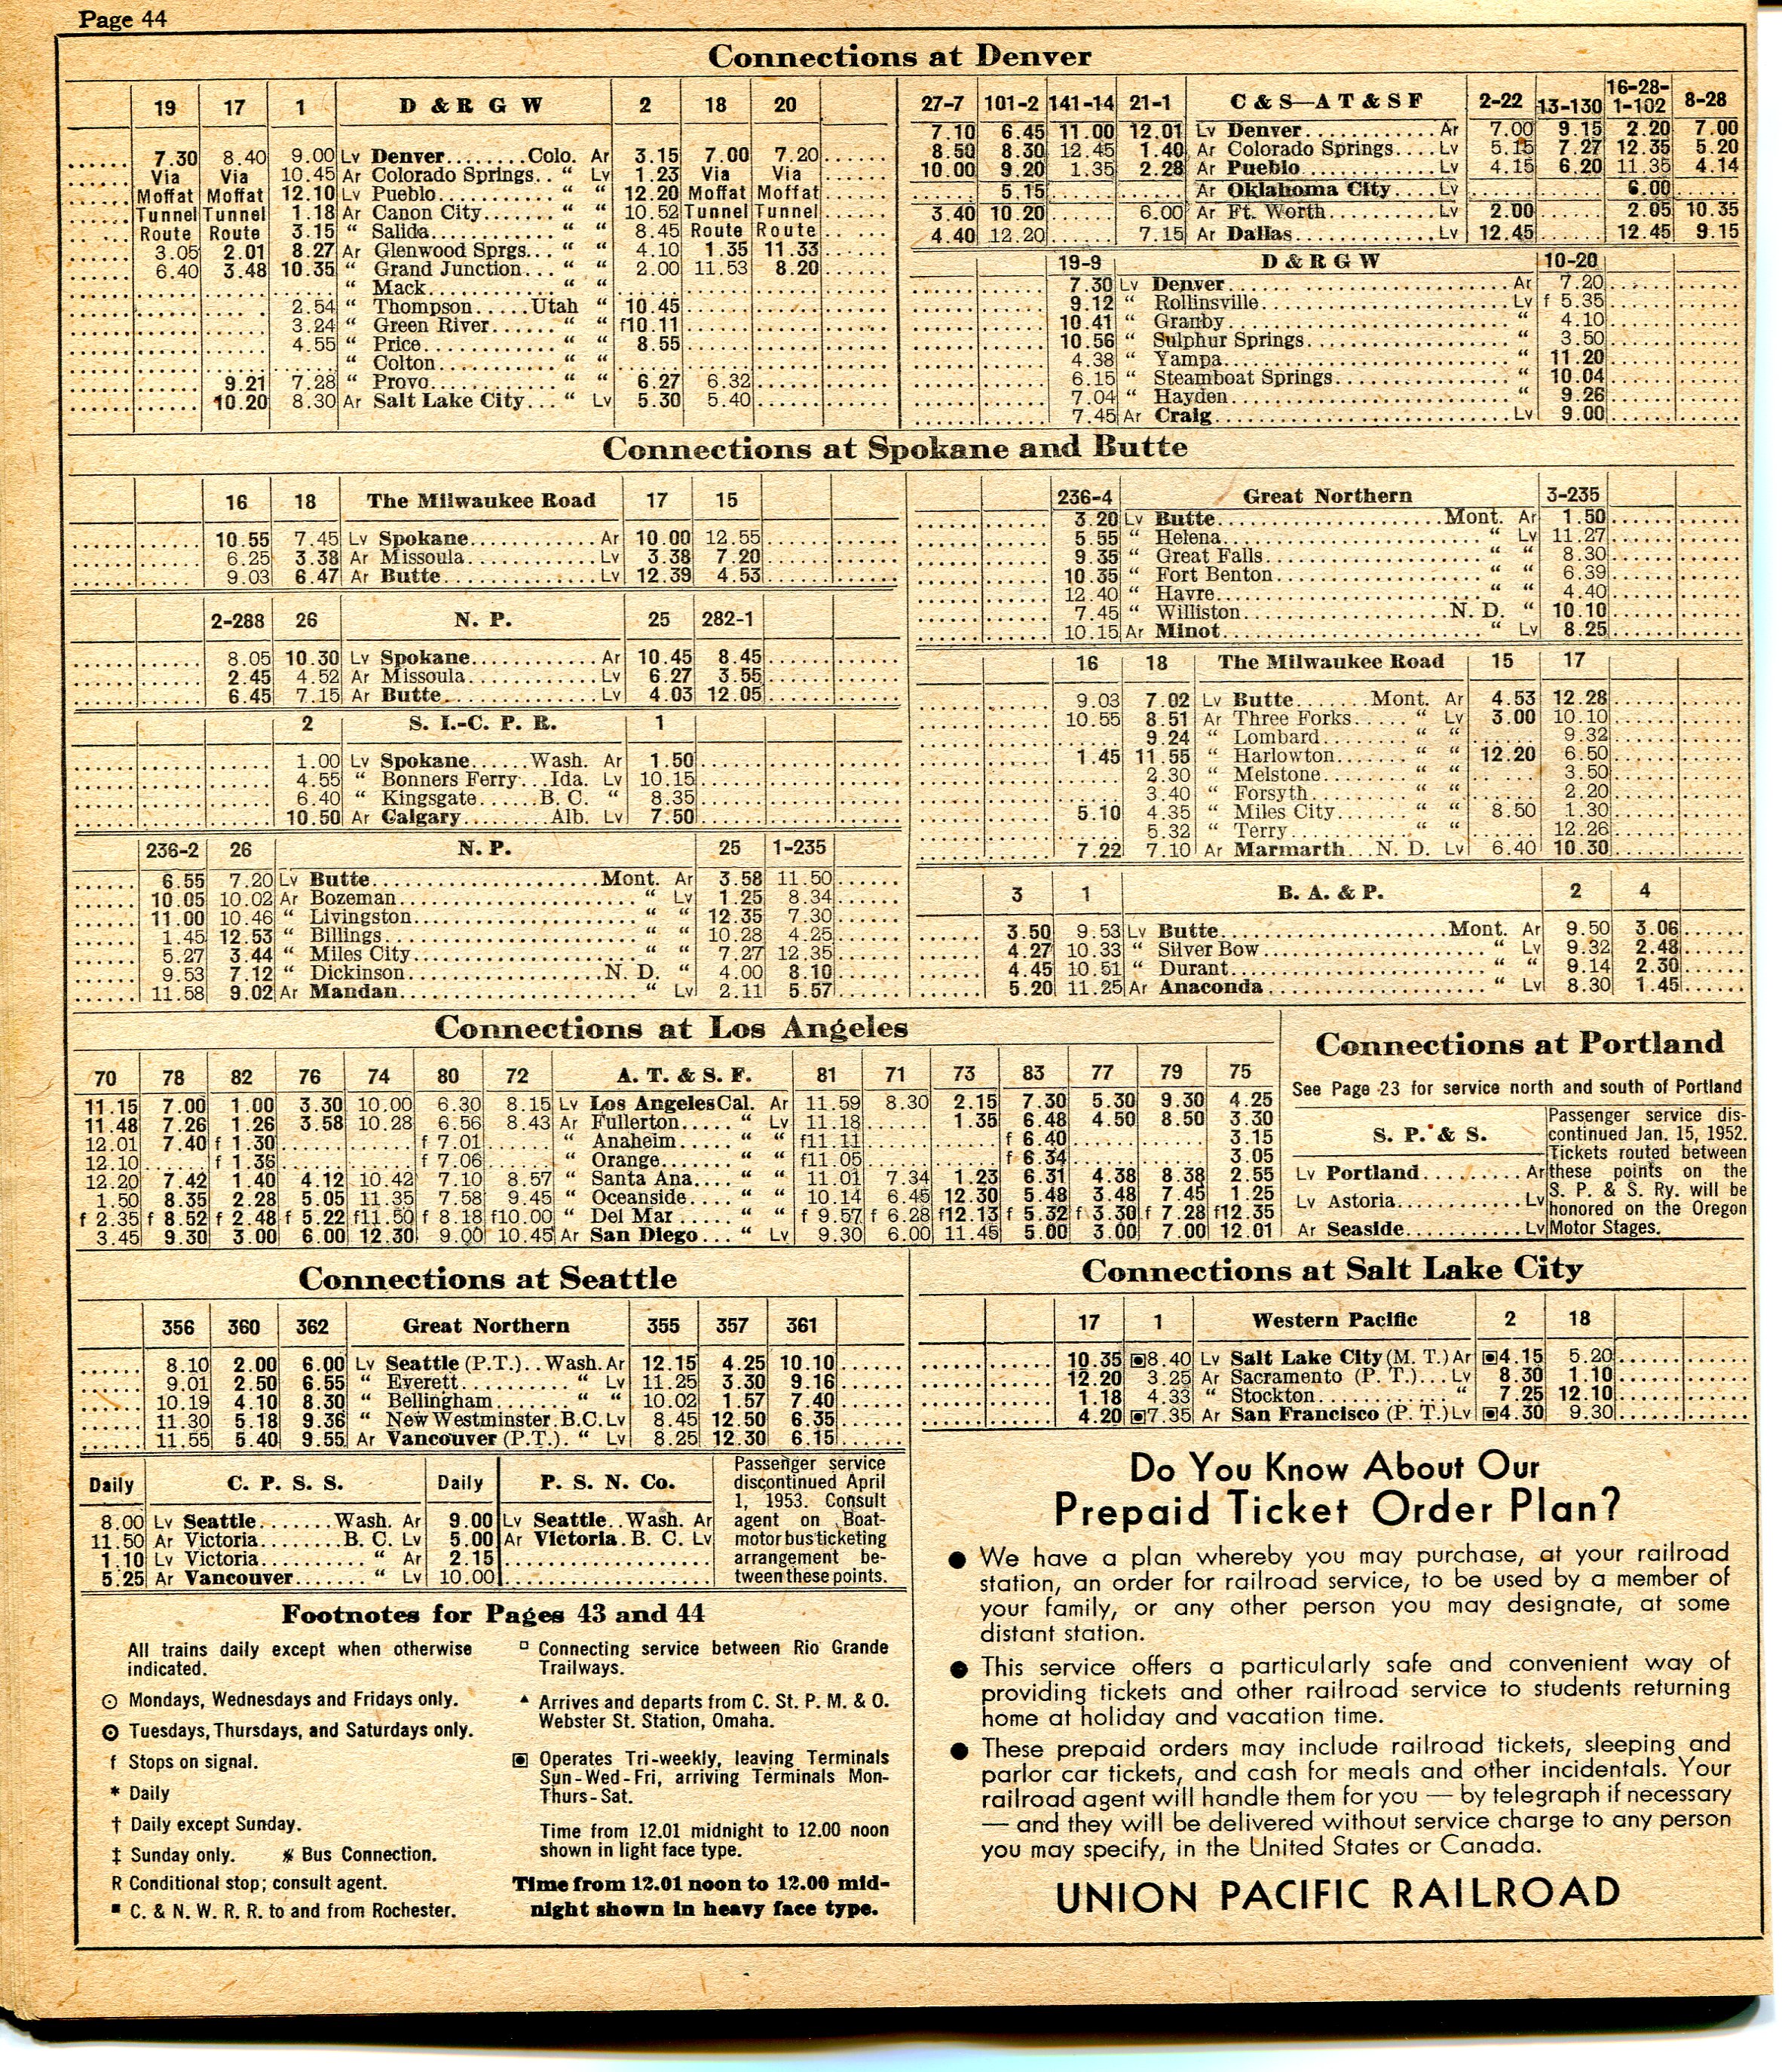 Page 44
Connections at Denver
19 17 1 D & R G W 2 18 20
7.30 8.40 9.00 Lv Denver........Colo. Ar 3.15 7.00 7.20
Via Via 10.45 Ar Colorado Springs.. “ Lv 1.23 Via Via
Moffat Moffat 12.10 Lv Pueblo........... “ “ 12.20 Moffat Moffat
Tunnel Tunnel 1.18 Ar Canon City....... “ “ 10.52 Tunnel Tunnel
Route Route 3.15 “ Salida............ “ “ 8.45 Route Route
3.05 2.01 8.27 Ar Glenwood Sprgs... “ “ 4.10 1.35 11.33
6.40 3.48 10.35 “ Grand Junction... “ “ 2.00 11.53 8.20
“ Mack............ “ “
2.54 “ Thompson.....Utah “ 10.45
3.24 “ Green River...... “ “ f10.11
4.55 “ Price............ “ “ 8.55
“ Colton........... “ “
9.21 7.28 “ Provo............ “ “ 6.27 6.32
10.20 8.30 Ar Salt Lake City... “ Lv 5.30 5.40
27-7 101-2 141-14 21-1 C & S—A T & S F 2-22 13-130 16-28-1-102 8-28
7.10 6.45 11.00 12.01 Lv Denver............Ar 7.00 9.15 2.20 7.00
8.50 8.30 12.45 1.40 Ar Colorado Springs....Lv 5.15 7.27 12.35 5.20
10.00 9.20 1.35 2.28 Ar Pueblo............Lv 4.15 6.20 11.35 4.14
5.15 Ar Oklahoma City.....Lv 6.00
3.40 10.20 6.00 Ar Ft. Worth..........Lv 2.00 2.05 10.35
4.40 12.20 7.15 Ar Dallas.............Lv 12.45 12.45 9.15
19-9 D & R G W 10-20
7.30 Lv Denver.............Ar 7.20
9.12 “ Rollinsville............Lv f 5.35
10.41 “ Granby............ “ 4.10
10.56 “ Sulphur Springs............ “ 3.50
4.38 “ Yampa............ “ 11.20
6.15 “ Steamboat Springs............ “ 10.04
7.04 “ Hayden............ “ 9.26
7.45 Ar Craig............Lv 9.00
Connections at Spokane and Butte
16 18 The Milwaukee Road 17 15
10.55 7.45 Lv Spokane............Ar 10.00 12.55
6.25 3.38 Ar Missoula............Lv 3.38 7.20
9.03 6.47 Ar Butte............Lv 12.39 4.53
2-288 26 N. P. 25 282-1
8.05 10.30 Lv Spokane............Ar 10.45 8.45
2.45 4.52 Ar Missoula............Lv 6.27 3.55
6.45 7.15 Ar Butte............Lv 4.03 12.05
2 S. I.-C. P. R. 1
1.00 Lv Spokane......Wash. Ar 1.50
4.55 “ Bonners Ferry...Ida. Lv 10.15
6.40 “ Kingsgate......B. C. “ 8.35
10.50 Ar Calgary........Alb. Lv 7.50
236-2 26 N. P. 25 1-235
6.55 7.20 Lv Butte............Mont. Ar 3.58 11.50
10.05 10.02 Ar Bozeman............ “ Lv 1.25 8.34
11.00 10.46 “ Livingston............ “ “ 12.35 7.30
1.45 12.53 “ Billings............ “ “ 10.28 4.25
5.27 3.44 “ Miles City............ “ “ 7.27 12.35
9.53 7.12 “ Dickinson............N. D. “ 4.00 8.10
11.58 9.02 Ar Mandan............ “ Lv 2.11 5.57
236-4 Great Northern 3-235
3.20 Lv Butte............Mont. Ar 1.50
5.55 “ Helena............ “ Lv 11.27
9.35 “ Great Falls............ “ “ 8.30
10.35 “ Fort Benton............ “ “ 6.39
12.40 “ Havre............ “ “ 4.40
7.45 “ Williston............N. D. “ 10.10
10.15 Ar Minot............ “ Lv 8.25
16 18 The Milwaukee Road 15 17
9.03 7.02 Lv Butte.......Mont. Ar 4.53 12.28
10.55 8.51 Ar Three Forks...... “ Lv 3.00 10.10
9.24 “ Lombard......... “ “ 9.32
1.45 11.55 “ Harlowton........ “ “ 12.20 6.50
2.30 “ Melstone......... “ “ 3.50
3.40 “ Forsyth.......... “ “ 2.20
5.10 4.35 “ Miles City....... “ “ 8.50 1.30
5.32 “ Terry............ “ “ 12.26
7.22 7.10 Ar Marmarth...N. D. Lv 6.40 10.30
3 1 B. A. & P. 2 4
3.50 9.53 Lv Butte............Mont. Ar 9.50 3.06
4.27 10.33 “ Silver Bow............ “ Lv 9.32 2.48
4.45 10.51 “ Durant............ “ “ 9.14 2.30
5.20 11.25 Ar Anaconda............ “ Lv 8.30 1.45
Connections at Los Angeles
70 78 82 76 74 80 72 A. T. & S. F. 81 71 73 83 77 79 75
11.15 7.00 1.00 3.30 10.00 6.30 8.15 Lv Los Angeles Cal. Ar 11.59 8.30 2.15 7.30 5.30 9.30 4.25
11.48 7.26 1.26 3.58 10.28 6.56 8.43 Ar Fullerton..... “ Lv 11.18 1.35 6.48 4.50 8.50 3.30
12.01 7.40 f 1.30 f 7.01 “ Anaheim..... “ “ f11.11 f 6.40 3.15
12.10 f 1.36 f 7.06 “ Orange....... “ “ f11.05 f 6.34 3.05
12.20 7.42 1.40 4.12 10.42 7.10 8.57 “ Santa Ana.... “ “ 11.01 7.34 1.23 6.31 4.38 8.38 2.55
1.50 8.35 2.28 5.05 11.35 7.58 9.45 “ Oceanside.... “ “ 10.14 6.45 12.30 5.48 3.48 7.45 1.25
f 2.35 f 8.52 f 2.48 f 5.22 f11.50 f 8.18 f10.00 “ Del Mar ..... “ “ f 9.57 f 6.28 f12.13 f 5.32 f 3.30 f 7.28 f12.35
3.45 9.30 3.00 6.00 12.30 9.00 10.45 Ar San Diego... “ Lv 9.30 6.00 11.45 5.00 3.00 7.00 12.01
Connections at Portland
See Page 23 for service north and south of Portland
S. P. & S.
Lv Portland..........Ar
Lv Astoria............Lv
Ar Seaside............Lv
Passenger service dis-
continued Jan. 15, 1952.
Tickets routed between
these points on the
S. P. & S. Ry. will be
honored on the Oregon
Motor Stages.
Connections at Seattle
356 360 362 Great Northern 355 357 361
8.10 2.00 6.00 Lv Seattle (P.T.)..Wash. Ar 12.15 4.25 10.10
9.01 2.50 6.55 “ Everett.......... “ Lv 11.25 3.30 9.16
10.19 4.10 8.30 “ Bellingham....... “ “ 10.02 1.57 7.40
11.30 5.18 9.36 “ New Westminster.B.C. Lv 8.45 12.50 6.35
11.55 5.40 9.55 Ar Vancouver (P.T.). “ Lv 8.25 12.30 6.15
Daily C. P. S. S. Daily
8.00 Lv Seattle.......Wash. Ar 9.00
11.50 Ar Victoria........B. C. Lv 5.00
1.10 Lv Victoria.......... “ Ar 2.15
5.25 Ar Vancouver....... “ Lv 10.00
P. S. N. Co.
Lv Seattle..Wash. Ar
Ar Victoria.B. C. Lv
Passenger service
discontinued April
1, 1953. Consult
agent on Boat-
motor bus ticketing
arrangement be-
tween these points.
Connections at Salt Lake City
17 1 Western Pacific 2 18
10.35 ▣8.40 Lv Salt Lake City (M. T.) Ar ▣4.15 5.20
12.20 3.25 Ar Sacramento (P. T.)...Lv 8.30 1.10
1.18 4.33 “ Stockton............ “ 7.25 12.10
4.20 ▣7.35 Ar San Francisco (P. T.) Lv ▣4.30 9.30
Footnotes for Pages 43 and 44
All trains daily except when otherwise
indicated.
⊙ Mondays, Wednesdays and Fridays only.
◉ Tuesdays, Thursdays, and Saturdays only.
f Stops on signal.
* Daily
† Daily except Sunday.
‡ Sunday only. ⚹ Bus Connection.
R Conditional stop; consult agent.
■ C. & N. W. R. R. to and from Rochester.
□ Connecting service between Rio Grande
Trailways.
▲ Arrives and departs from C. St. P. M. & O.
Webster St. Station, Omaha.
▣ Operates Tri-weekly, leaving Terminals
Sun-Wed-Fri, arriving Terminals Mon-
Thurs-Sat.
Time from 12.01 midnight to 12.00 noon
shown in light face type.
Time from 12.01 noon to 12.00 mid-
night shown in heavy face type.
Do You Know About Our
Prepaid Ticket Order Plan?
● We have a plan whereby you may purchase, at your railroad
station, an order for railroad service, to be used by a member of
your family, or any other person you may designate, at some
distant station.
● This service offers a particularly safe and convenient way of
providing tickets and other railroad service to students returning
home at holiday and vacation time.
● These prepaid orders may include railroad tickets, sleeping and
parlor car tickets, and cash for meals and other incidentals. Your
railroad agent will handle them for you — by telegraph if necessary
— and they will be delivered without service charge to any person
you may specify, in the United States or Canada.
UNION PACIFIC RAILROAD